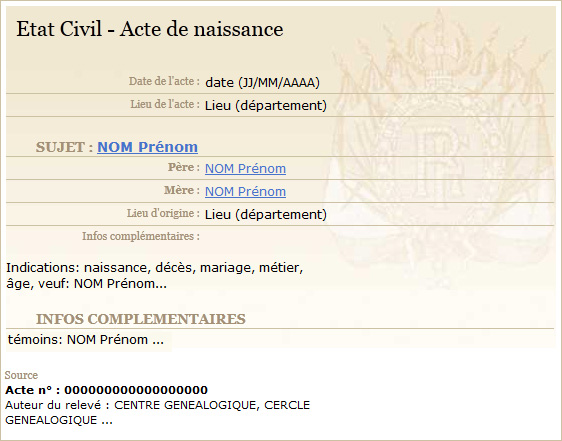 Etat Civil - Acte de naissance
Date de l'acte : date (JJ/MM/AAAA)
Lieu de l'acte : Lieu (département)
SUJET : NOM Prénom
Père : NOM Prénom
Mère : NOM Prénom
Lieu d'origine : Lieu (département)
Infos complémentaires :
Indications: naissance, décès, mariage, métier,
âge, veuf: NOM Prénom...
INFOS COMPLEMENTAIRES
témoins: NOM Prénom ...
Source
Acte n° : 000000000000000000
Auteur du relevé : CENTRE GENEALOGIQUE, CERCLE
GENEALOGIQUE ...